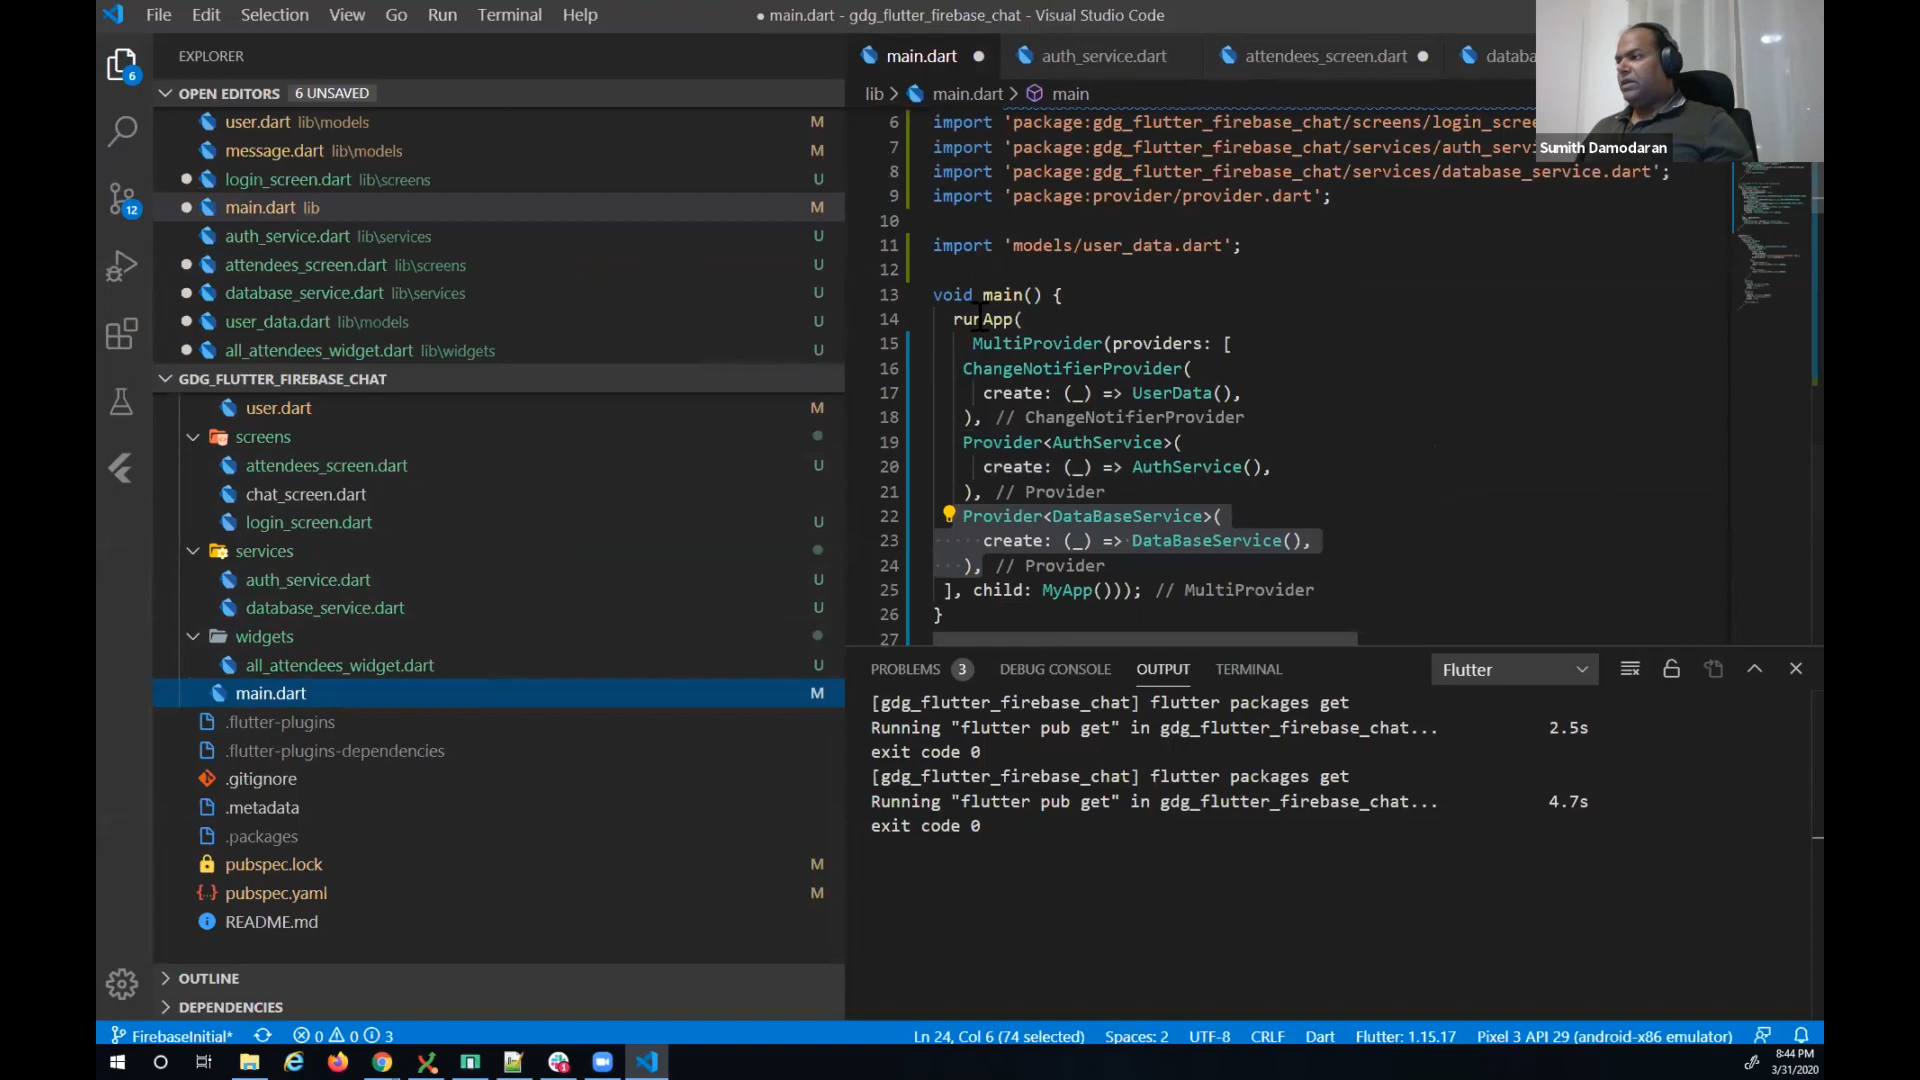 File Edit Selection View Go Run Terminal Help
● main.dart - gdg_flutter_firebase_chat - Visual Studio Code
EXPLORER
OPEN EDITORS 6 UNSAVED
user.dart lib\models M
message.dart lib\models M
login_screen.dart lib\screens U
main.dart lib M
auth_service.dart lib\services U
attendees_screen.dart lib\screens U
database_service.dart lib\services U
user_data.dart lib\models U
all_attendees_widget.dart lib\widgets U
GDG_FLUTTER_FIREBASE_CHAT
user.dart M
screens
attendees_screen.dart U
chat_screen.dart
login_screen.dart U
services
auth_service.dart U
database_service.dart U
widgets
all_attendees_widget.dart U
main.dart M
.flutter-plugins
.flutter-plugins-dependencies
.gitignore
.metadata
.packages
pubspec.lock M
pubspec.yaml M
README.md
OUTLINE
DEPENDENCIES
6
12
main.dart auth_service.dart attendees_screen.dart datab
lib > main.dart > main
6 import 'package:gdg_flutter_firebase_chat/screens/login_scree
7 import 'package:gdg_flutter_firebase_chat/services/auth_servi
8 import 'package:gdg_flutter_firebase_chat/services/database_service.dart';
9 import 'package:provider/provider.dart';
10
11 import 'models/user_data.dart';
12
13 void main() {
14 runApp(
15 MultiProvider(providers: [
16 ChangeNotifierProvider(
17 create: (_) => UserData(),
18 ), // ChangeNotifierProvider
19 Provider<AuthService>(
20 create: (_) => AuthService(),
21 ), // Provider
22 Provider<DataBaseService>(
23 create: (_) => DataBaseService(),
24 ), // Provider
25 ], child: MyApp())); // MultiProvider
26 }
27
Sumith Damodaran
PROBLEMS 3 DEBUG CONSOLE OUTPUT TERMINAL Flutter
[gdg_flutter_firebase_chat] flutter packages get
Running "flutter pub get" in gdg_flutter_firebase_chat... 2.5s
exit code 0
[gdg_flutter_firebase_chat] flutter packages get
Running "flutter pub get" in gdg_flutter_firebase_chat... 4.7s
exit code 0
FirebaseInitial* 0 0 3 Ln 24, Col 6 (74 selected) Spaces: 2 UTF-8 CRLF Dart Flutter: 1.15.17 Pixel 3 API 29 (android-x86 emulator)
8:44 PM
3/31/2020